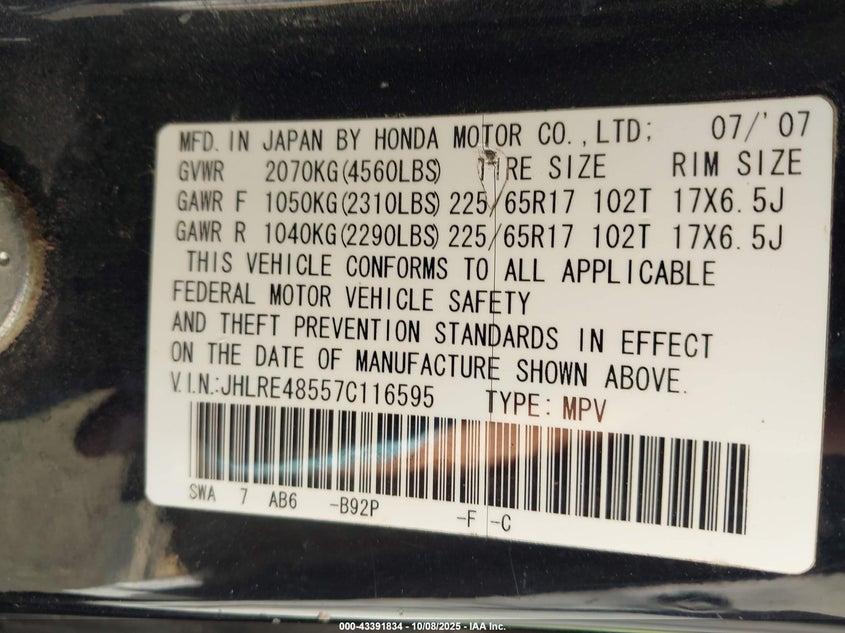 MFD. IN JAPAN BY HONDA MOTOR CO., LTD; 07/'07
GVWR 2070KG(4560LBS) TIRE SIZE RIM SIZE
GAWR F 1050KG(2310LBS) 225/65R17 102T 17X6.5J
GAWR R 1040KG(2290LBS) 225/65R17 102T 17X6.5J
THIS VEHICLE CONFORMS TO ALL APPLICABLE
FEDERAL MOTOR VEHICLE SAFETY
AND THEFT PREVENTION STANDARDS IN EFFECT
ON THE DATE OF MANUFACTURE SHOWN ABOVE.
V.I.N.:JHLRE48557C116595 TYPE: MPV
SWA 7 AB6 -B92P -F -C
000-43391834 - 10/08/2025 - IAA Inc.